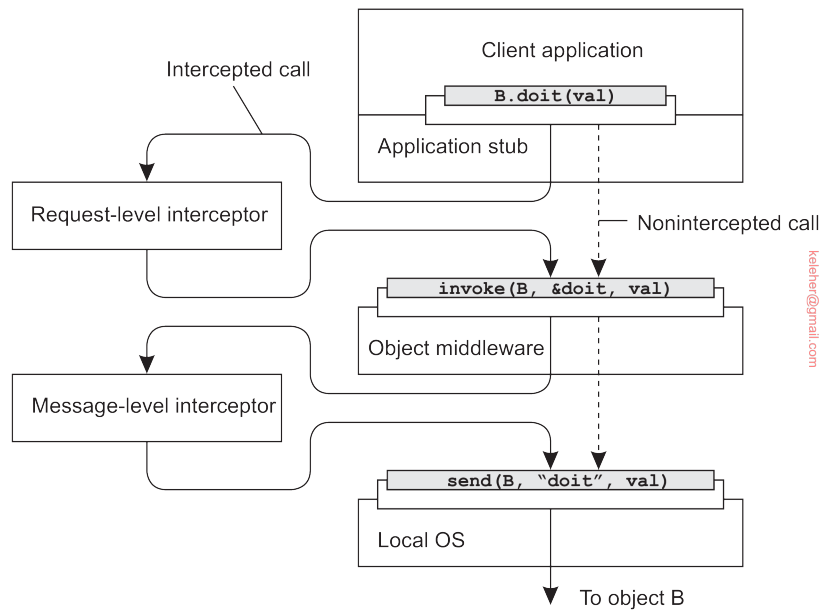 Client application
Intercepted call
B.doit(val)
Application stub
Request-level interceptor
Nonintercepted call
invoke(B, &doit, val)
Object middleware
Message-level interceptor
send(B, “doit”, val)
Local OS
To object B
keleher@gmail.com